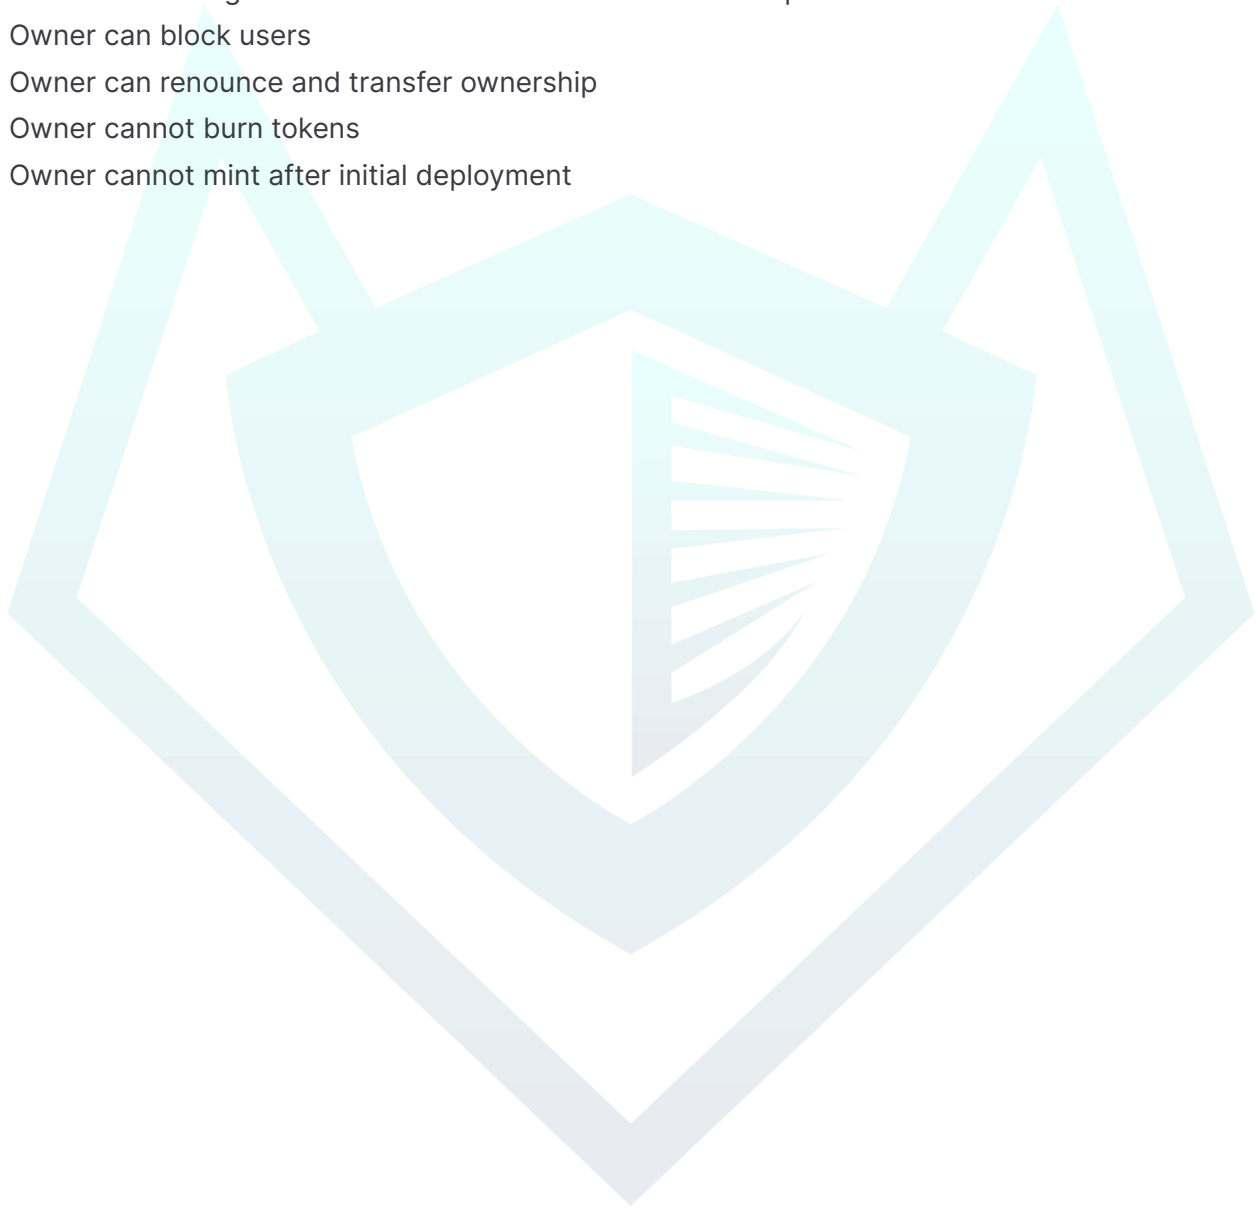 Owner can block users
Owner can renounce and transfer ownership
Owner cannot burn tokens
Owner cannot mint after initial deployment